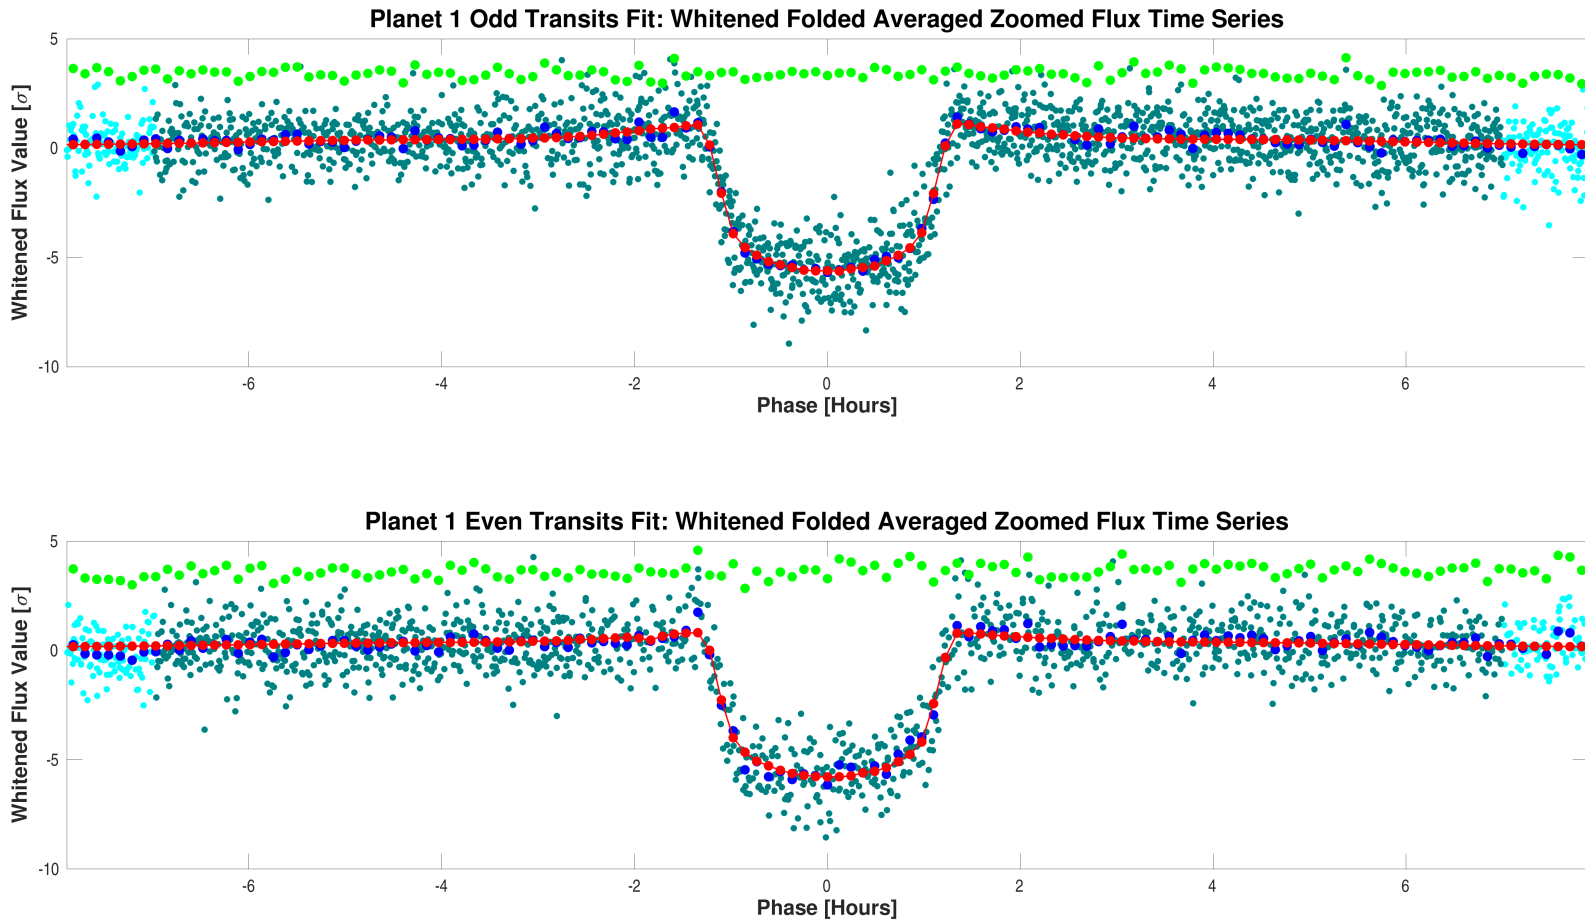 Planet 1 Odd Transits Fit: Whitened Folded Averaged Zoomed Flux Time Series
Whitened Flux Value [σ]
5
0
-5
-10
-6 -4 -2 0 2 4 6
Phase [Hours]
Planet 1 Even Transits Fit: Whitened Folded Averaged Zoomed Flux Time Series
Whitened Flux Value [σ]
5
0
-5
-10
-6 -4 -2 0 2 4 6
Phase [Hours]